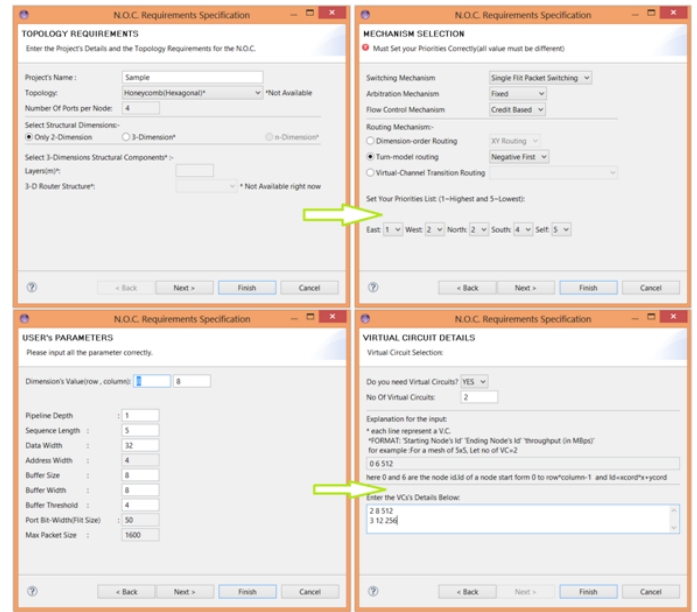 N.O.C. Requirements Specification
TOPOLOGY REQUIREMENTS
Enter the Project's Details and the Topology Requirements for the N.O.C.
Project's Name : Sample
Topology: Honeycomb(Hexagonal)* *Not Available
Number Of Ports per Node: 4
Select Structural Dimensions:-
Only 2-Dimension 3-Dimension* n-Dimension*
Select 3-Dimensions Structural Components* :-
Layers(m)*:
3-D Router Structure*: * Not Available right now
? < Back Next > Finish Cancel
N.O.C. Requirements Specification
MECHANISM SELECTION
Must Set your Priorities Correctly(all value must be different)
Switching Mechanism Single Flit Packet Switching
Arbitration Mechanism Fixed
Flow Control Mechanism Credit Based
Routing Mechanism:-
Dimension-order Routing XY Routing
Turn-model routing Negative First
Virtual-Channel Transition Routing
Set Your Priorities List: (1~Highest and 5~Lowest):
East: 1 West: 2 North: 2 South: 4 Self: 5
? < Back Next > Finish Cancel
N.O.C. Requirements Specification
USER's PARAMETERS
Please input all the parameter correctly.
Dimension's Value(row , column): 8 8
Pipeline Depth : 1
Sequence Length : 5
Data Width : 32
Address Width : 4
Buffer Size : 8
Buffer Width : 8
Buffer Threshold : 4
Port Bit-Width(Flit Size) : 50
Max Packet Size : 1600
? < Back Next > Finish Cancel
N.O.C. Requirements Specification
VIRTUAL CIRCUIT DETAILS
Virtual Circuit Selection:
Do you need Virtual Circuits? YES
No Of Virtual Circuits: 2
Explanation for the input:
* each line represent a V.C.
*FORMAT: 'Starting Node's Id' 'Ending Node's Id' 'throughput (in MBps)'
for example :For a mesh of 5x5, Let no of VC=2
0 6 512
here 0 and 6 are the node id.Id of a node start form 0 to row*column-1 and Id=xcord*x+ycord
Enter the VCs's Details Below:
2 8 512
3 12 256
? < Back Next > Finish Cancel